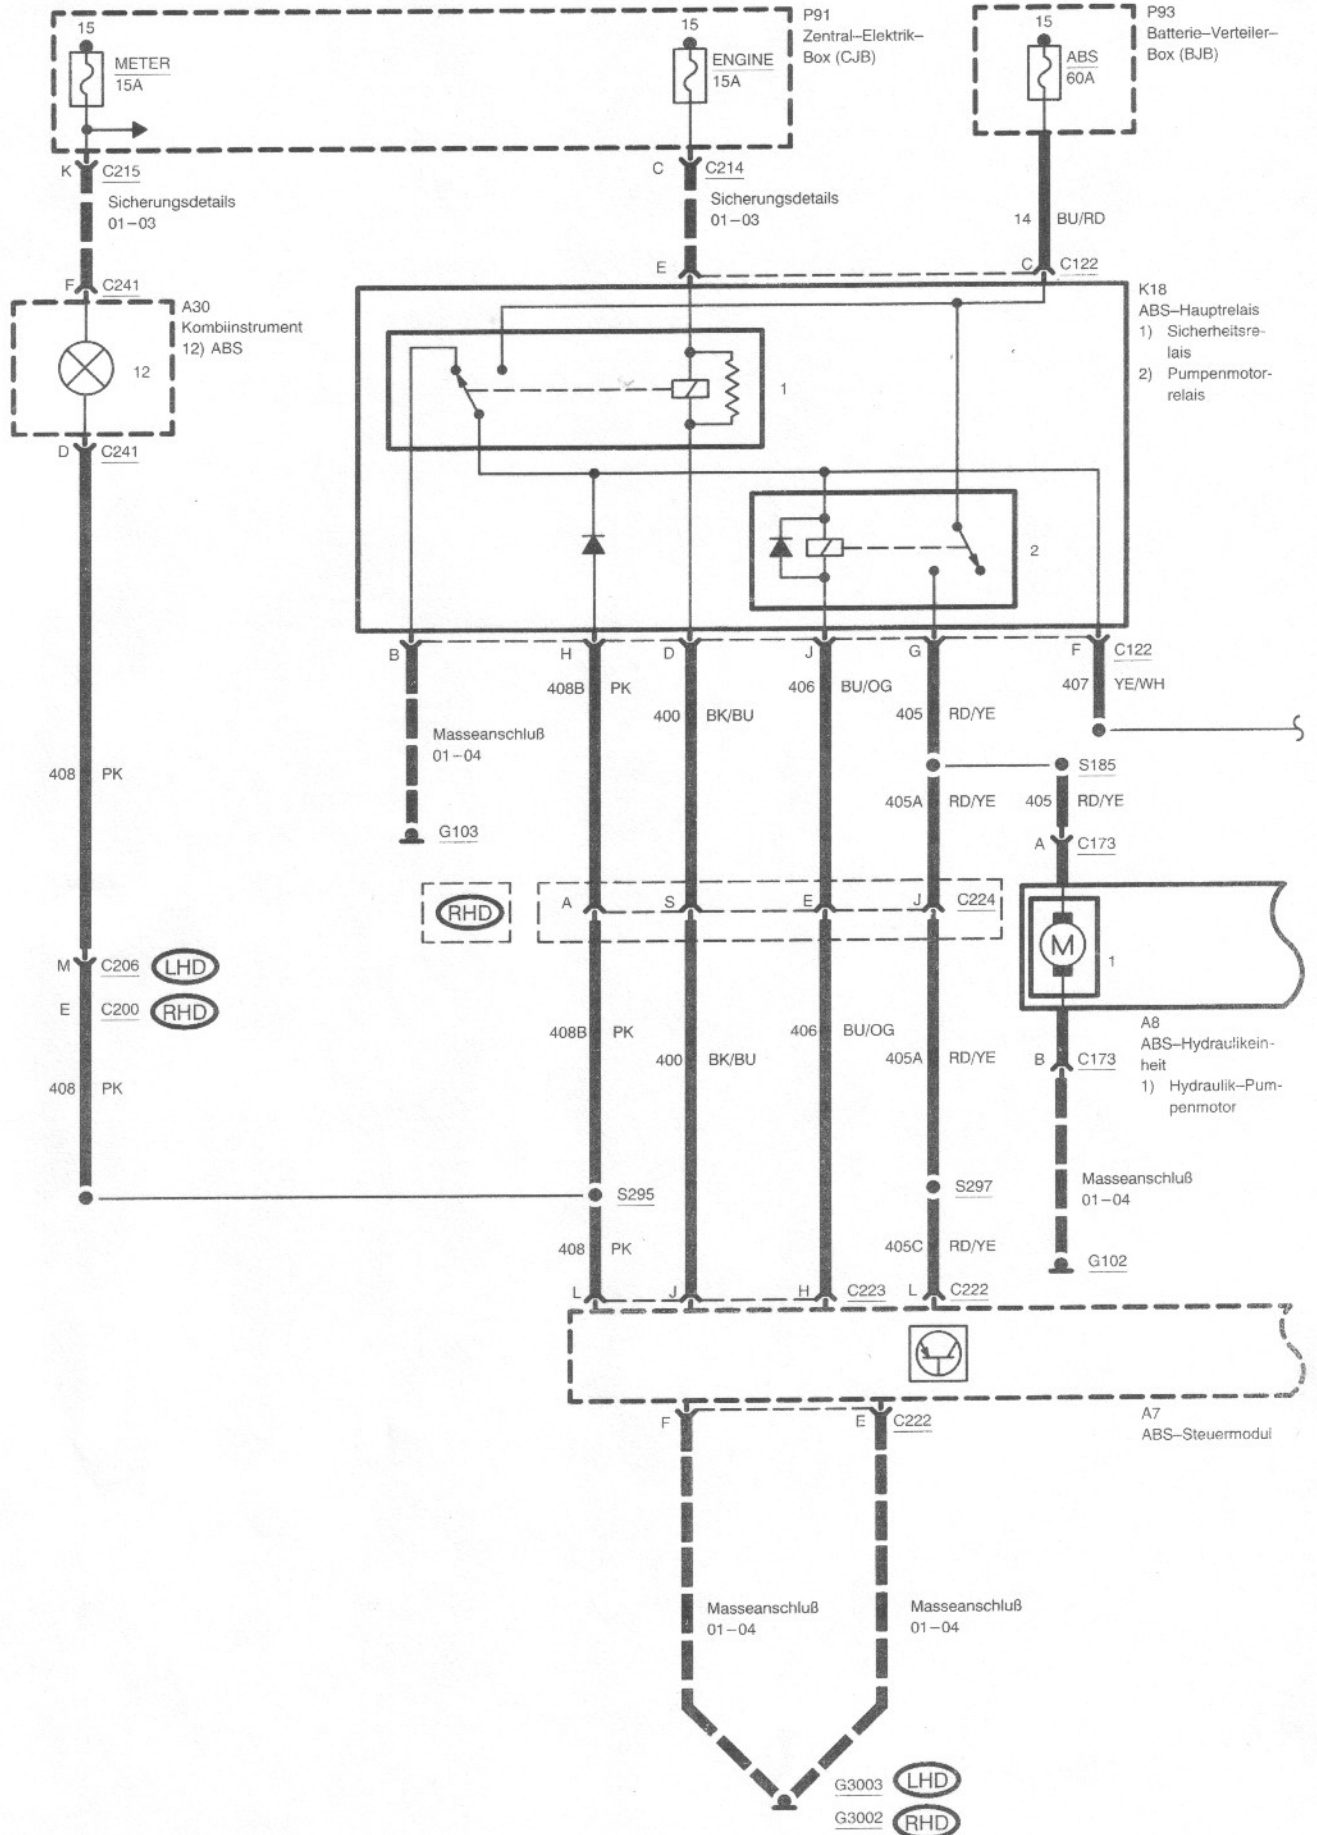 15
METER
15A
15
ENGINE
15A
P91
Zentral–Elektrik–
Box (CJB)
15
ABS
60A
P93
Batterie–Verteiler–
Box (BJB)
K
C215
Sicherungsdetails
01–03
C
C214
Sicherungsdetails
01–03
14
BU/RD
F
C241
E
C
C122
A30
Kombiinstrument
12) ABS
12
K18
ABS–Hauptrelais
1) Sicherheitsre-
lais
2) Pumpenmotor-
relais
1
D
C241
2
B
H
D
J
G
F
C122
408B
PK
400
BK/BU
406
BU/OG
405
RD/YE
407
YE/WH
Masseanschluß
01–04
408
PK
S185
405A
RD/YE
405
RD/YE
G103
A
C173
RHD
A
S
E
J
C224
M
1
M
C206
LHD
E
C200
RHD
A8
ABS–Hydraulikein-
heit
1) Hydraulik–Pum-
penmotor
408B
PK
400
BK/BU
406
BU/OG
405A
RD/YE
B
C173
408
PK
Masseanschluß
01–04
S295
S297
408
PK
405C
RD/YE
G102
L
J
H
C223
L
C222
F
E
C222
A7
ABS–Steuermodul
Masseanschluß
01–04
Masseanschluß
01–04
G3003
LHD
G3002
RHD